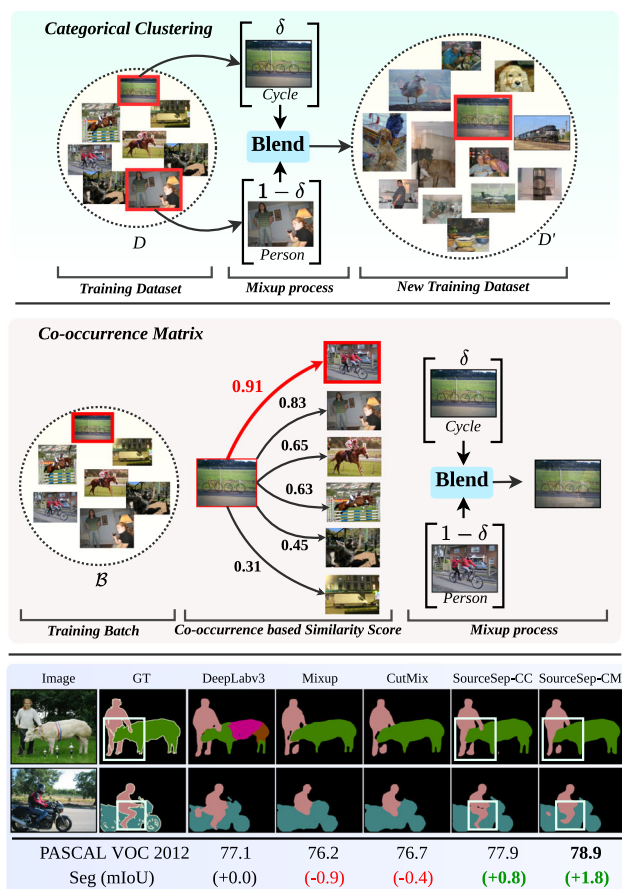 Categorical Clustering
δ
Cycle
Blend
1 − δ
Person
D
D'
Training Dataset
Mixup process
New Training Dataset
Co-occurrence Matrix
0.91
0.83
0.65
0.63
0.45
0.31
δ
Cycle
Blend
1 − δ
Person
B
Training Batch
Co-occurrence based Similarity Score
Mixup process
Image GT DeepLabv3 Mixup CutMix SourceSep-CC SourceSep-CM
PASCAL VOC 2012 77.1 76.2 76.7 77.9 78.9
Seg (mIoU) (+0.0) (-0.9) (-0.4) (+0.8) (+1.8)